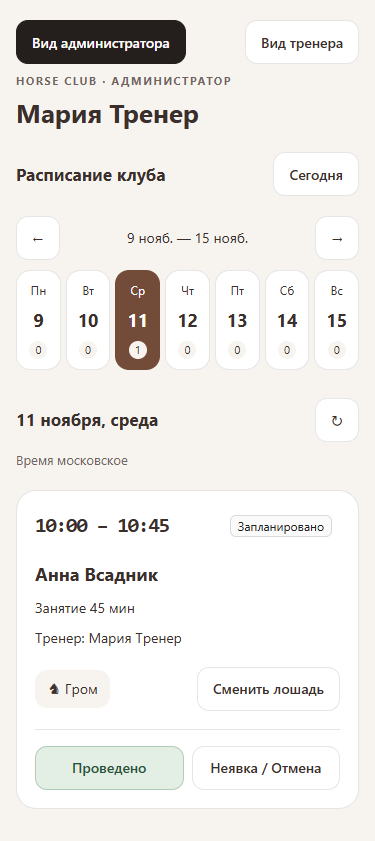 Вид администратора Вид тренера
HORSE CLUB · АДМИНИСТРАТОР
Мария Тренер
Расписание клуба Сегодня
← 9 нояб. — 15 нояб. →
Пн Вт Ср Чт Пт Сб Вс
9 10 11 12 13 14 15
0 0 1 0 0 0 0
11 ноября, среда ↻
Время московское
10:00 – 10:45 Запланировано
Анна Всадник
Занятие 45 мин
Тренер: Мария Тренер
♞ Гром Сменить лошадь
Проведено Неявка / Отмена